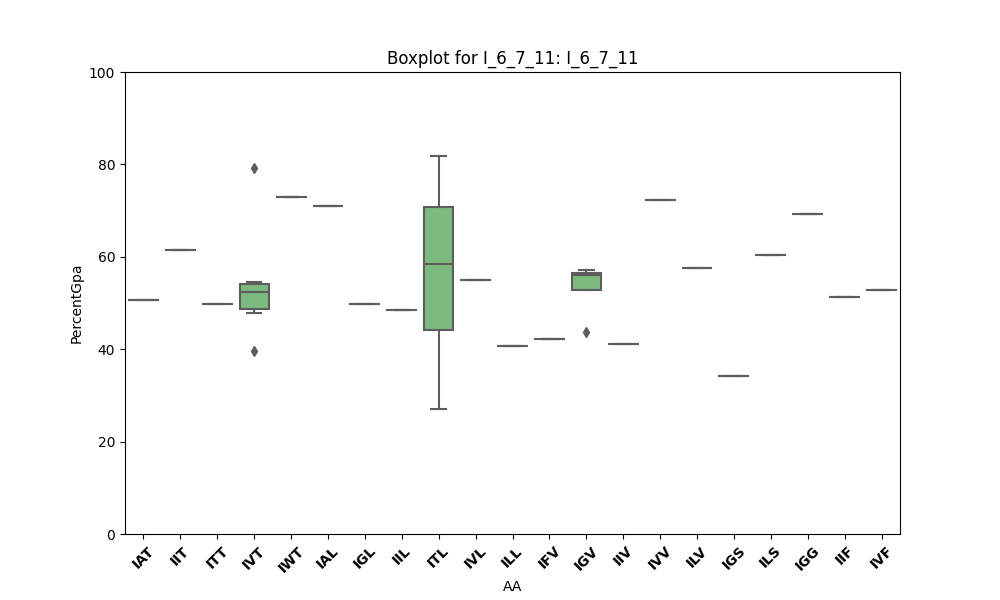 Boxplot for I_6_7_11: I_6_7_11
PercentGpa
100
80
60
40
20
0
IAT IIT ITT IVT IWT IAL IGL IIL ITL IVL ILL IFV IGV IIV IVV ILV IGS ILS IGG IIF IVF
AA